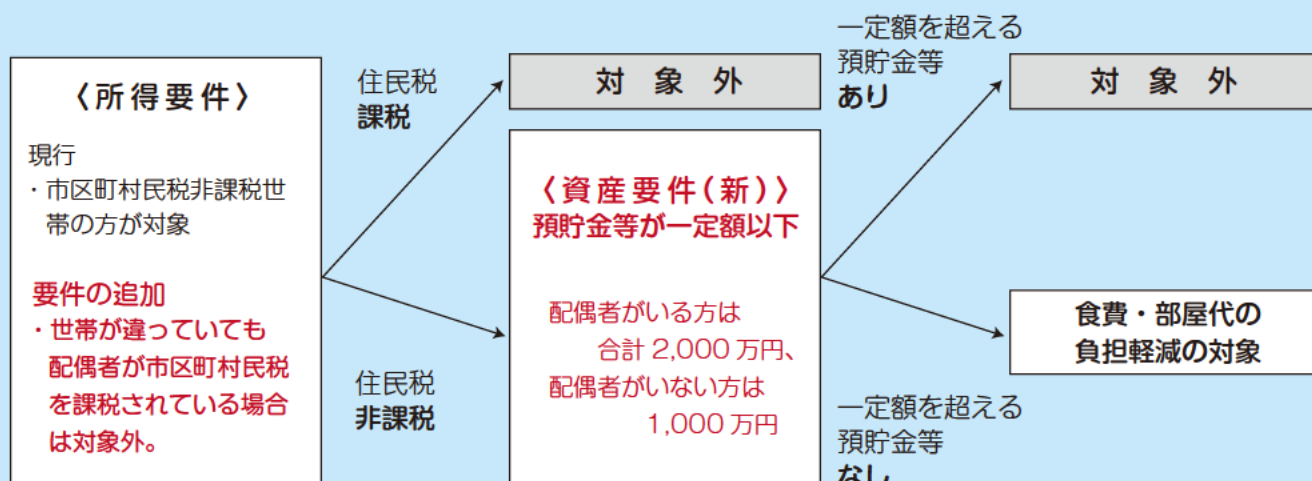 〈所得要件〉
現行
・市区町村民税非課税世
帯の方が対象
要件の追加
・世帯が違っていても
配偶者が市区町村民税
を課税されている場合
は対象外。
住民税
課税
住民税
非課税
対 象 外
〈資産要件(新)〉
預貯金等が一定額以下
配偶者がいる方は
合計 2,000 万円、
配偶者がいない方は
1,000 万円
一定額を超える
預貯金等
あり
一定額を超える
預貯金等
なし
対 象 外
食費・部屋代の
負担軽減の対象